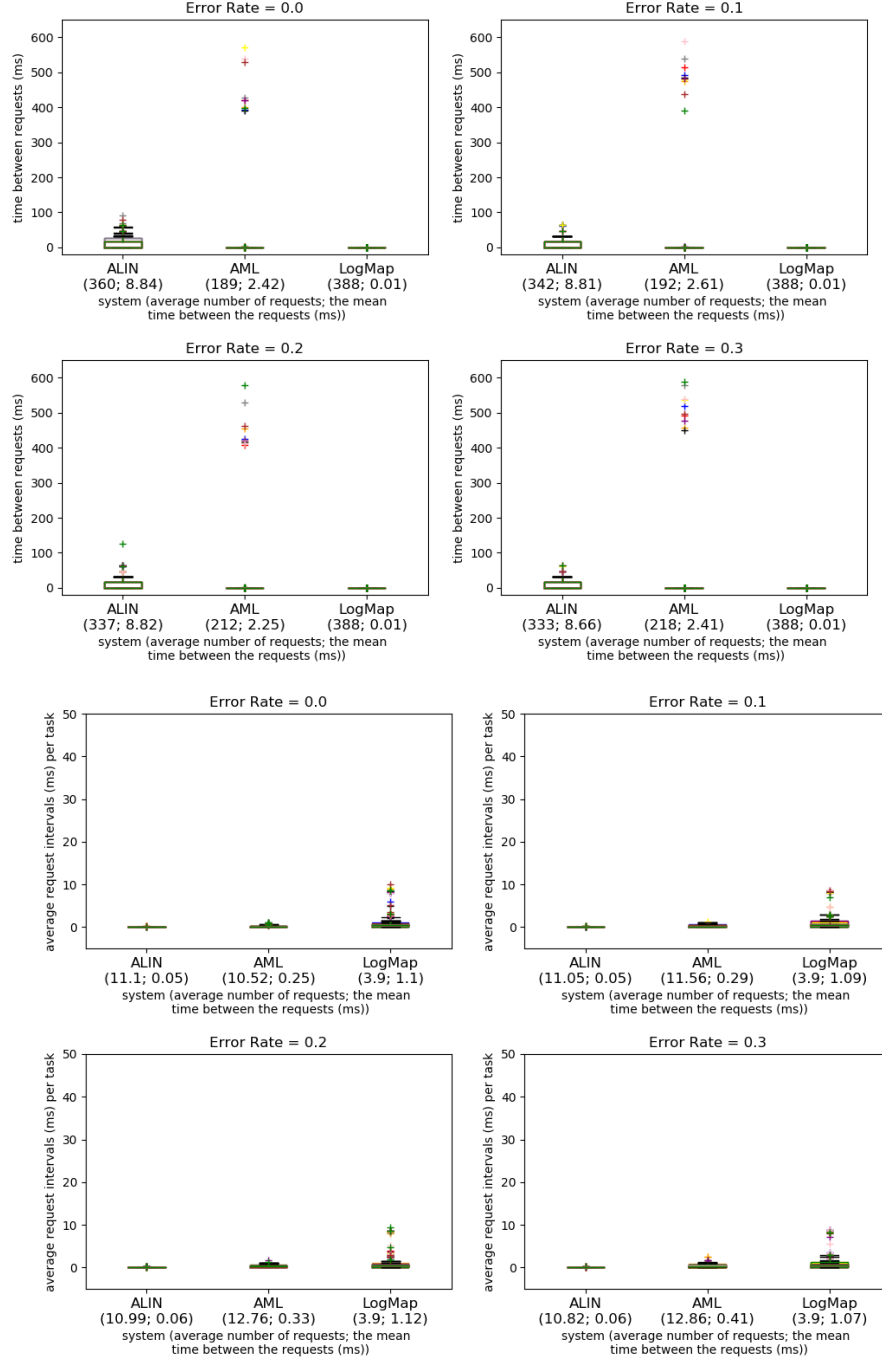 Error Rate = 0.0
time between requests (ms)
600
500
400
300
200
100
0
ALIN
(360; 8.84)
AML
(189; 2.42)
LogMap
(388; 0.01)
system (average number of requests; the mean
time between the requests (ms))
Error Rate = 0.1
time between requests (ms)
600
500
400
300
200
100
0
ALIN
(342; 8.81)
AML
(192; 2.61)
LogMap
(388; 0.01)
system (average number of requests; the mean
time between the requests (ms))
Error Rate = 0.2
time between requests (ms)
600
500
400
300
200
100
0
ALIN
(337; 8.82)
AML
(212; 2.25)
LogMap
(388; 0.01)
system (average number of requests; the mean
time between the requests (ms))
Error Rate = 0.3
time between requests (ms)
600
500
400
300
200
100
0
ALIN
(333; 8.66)
AML
(218; 2.41)
LogMap
(388; 0.01)
system (average number of requests; the mean
time between the requests (ms))
Error Rate = 0.0
average request intervals (ms) per task
50
40
30
20
10
0
ALIN
(11.1; 0.05)
AML
(10.52; 0.25)
LogMap
(3.9; 1.1)
system (average number of requests; the mean
time between the requests (ms))
Error Rate = 0.1
average request intervals (ms) per task
50
40
30
20
10
0
ALIN
(11.05; 0.05)
AML
(11.56; 0.29)
LogMap
(3.9; 1.09)
system (average number of requests; the mean
time between the requests (ms))
Error Rate = 0.2
average request intervals (ms) per task
50
40
30
20
10
0
ALIN
(10.99; 0.06)
AML
(12.76; 0.33)
LogMap
(3.9; 1.12)
system (average number of requests; the mean
time between the requests (ms))
Error Rate = 0.3
average request intervals (ms) per task
50
40
30
20
10
0
ALIN
(10.82; 0.06)
AML
(12.86; 0.41)
LogMap
(3.9; 1.07)
system (average number of requests; the mean
time between the requests (ms))